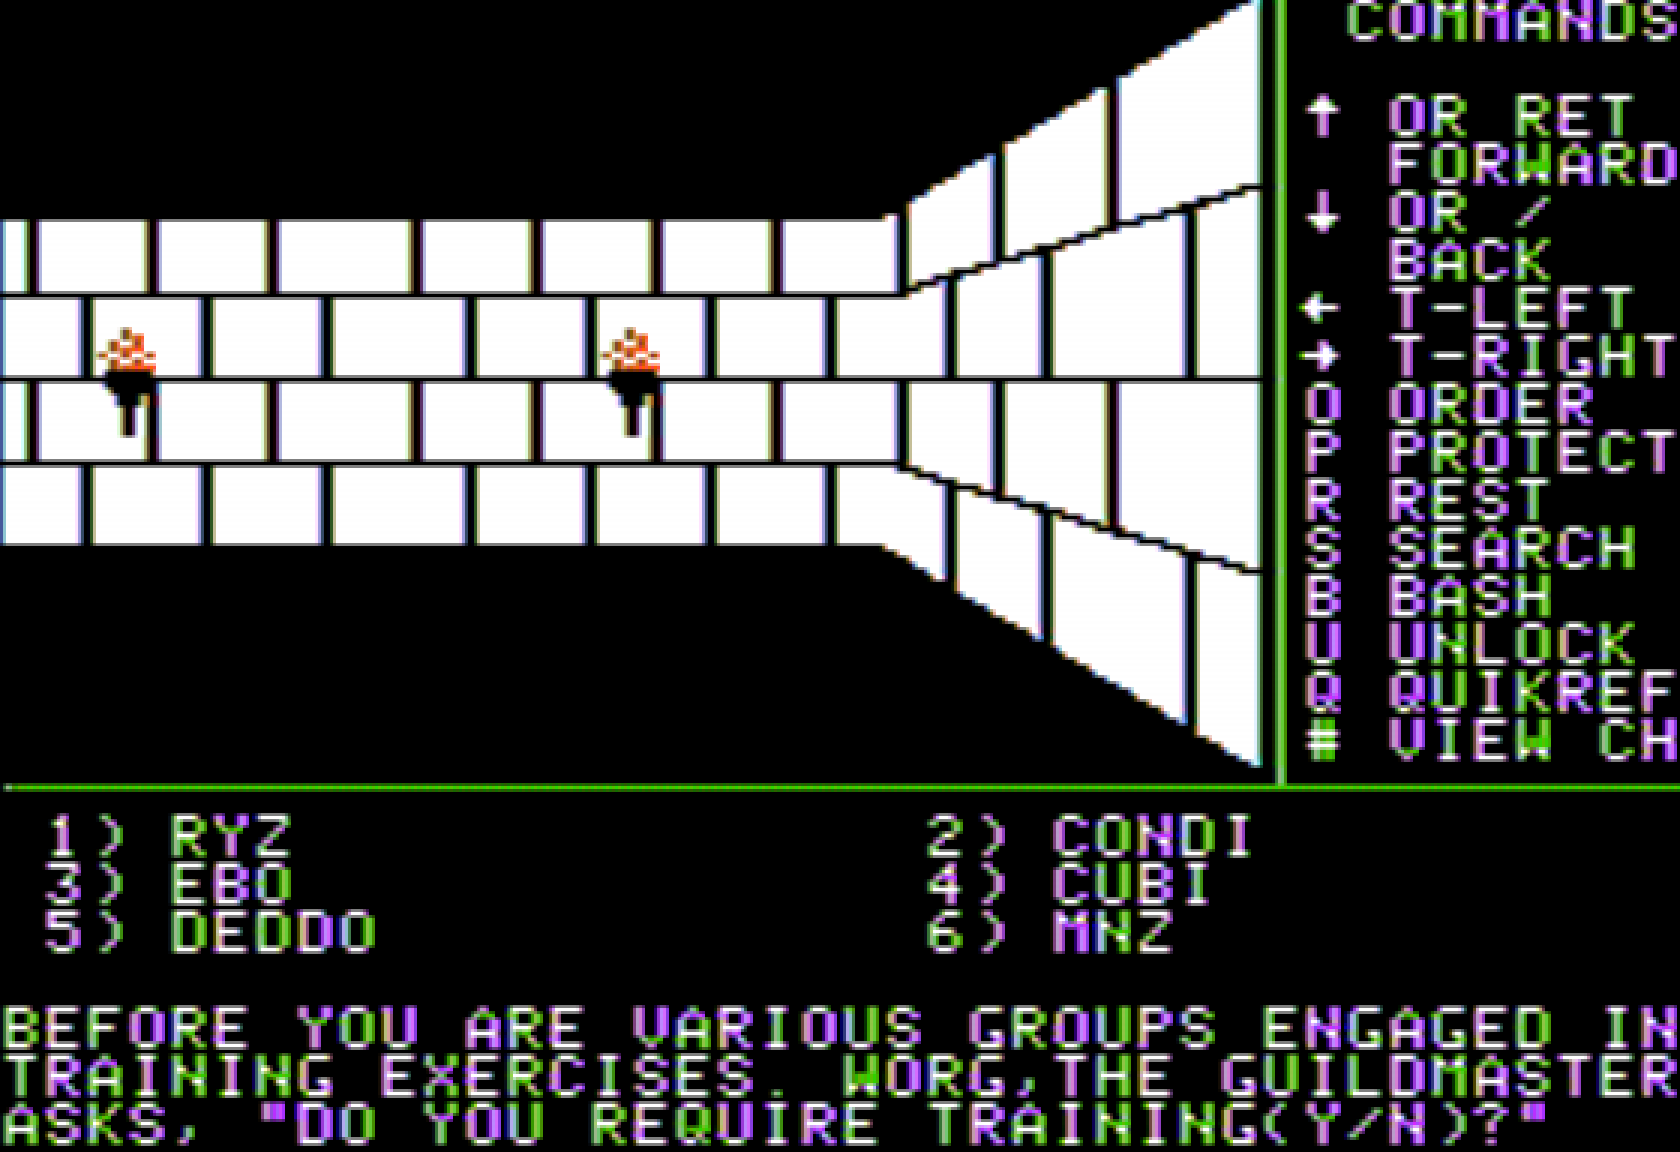 COMMANDS
↑ OR RET
FORWARD
↓ OR /
BACK
← T-LEFT
→ T-RIGHT
O ORDER
P PROTECT
R REST
S SEARCH
B BASH
U UNLOCK
Q QUIKREF
# VIEW CH
1) RYZ 2) CONDI
3) EBO 4) CUBI
5) DEDDO 6) MNZ
BEFORE YOU ARE VARIOUS GROUPS ENGAGED IN
TRAINING EXERCISES. WORG,THE GUILDMASTER
ASKS, "DO YOU REQUIRE TRAINING(Y/N)?"